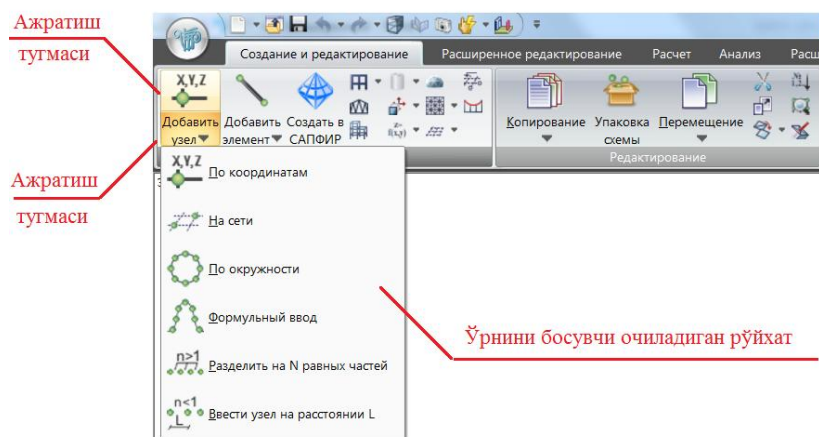 Ажратиш
тугмаси
Создание и редактирование
Расширенное редактирование
Расчет
Анализ
Расш
X,Y,Z
Добавить
узел
Добавить
элемент
Создать в
САПФИР
Копирование
Упаковка
схемы
Перемещение
Редактирование
Ажратиш
тугмаси
X,Y,Z
По координатам
На сети
По окружности
Формульный ввод
n>1
Разделить на N равных частей
n<1
L
Ввести узел на расстоянии L
Ўрнини босувчи очиладиган рўйхат